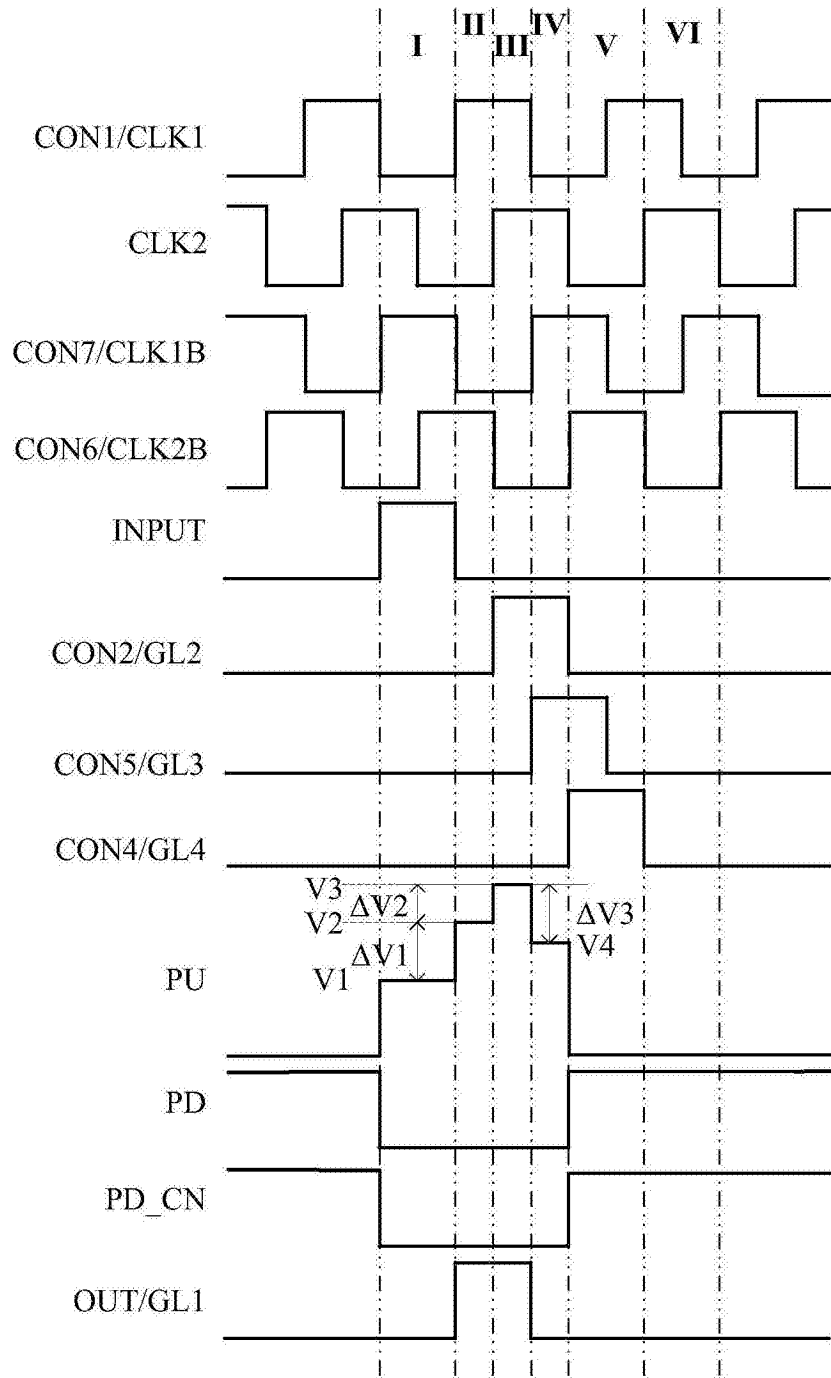 I II III IV V VI
CON1/CLK1
CLK2
CON7/CLK1B
CON6/CLK2B
INPUT
CON2/GL2
CON5/GL3
CON4/GL4
V3 ΔV2 ΔV3
V2 V4
V1 ΔV1
PU
PD
PD_CN
OUT/GL1